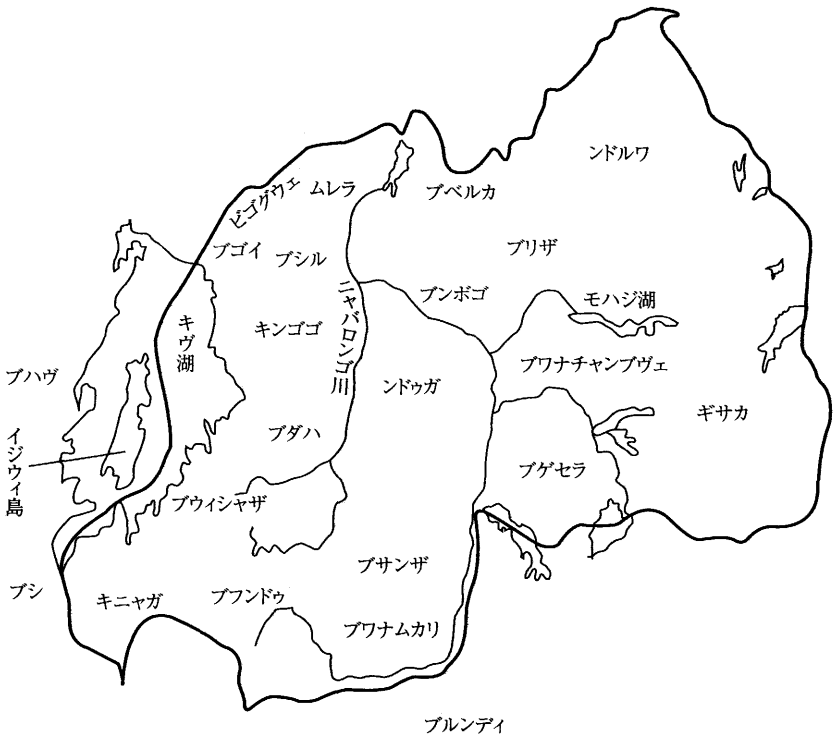 ンドルワ
ビゴグウェ
ムレラ
ブベルカ
ブゴイ
ブシル
ブリザ
ニャバロンゴ川
ブンボゴ
モハジ湖
キヴ湖
キンゴゴ
ブワナチャンブヴェ
ブハヴ
ンドゥガ
ギサカ
イジウィ島
ブダハ
ブゲセラ
ブウィシャザ
ブサンザ
ブシ
キニャガ
ブフンドゥ
ブワナムカリ
ブルンディ